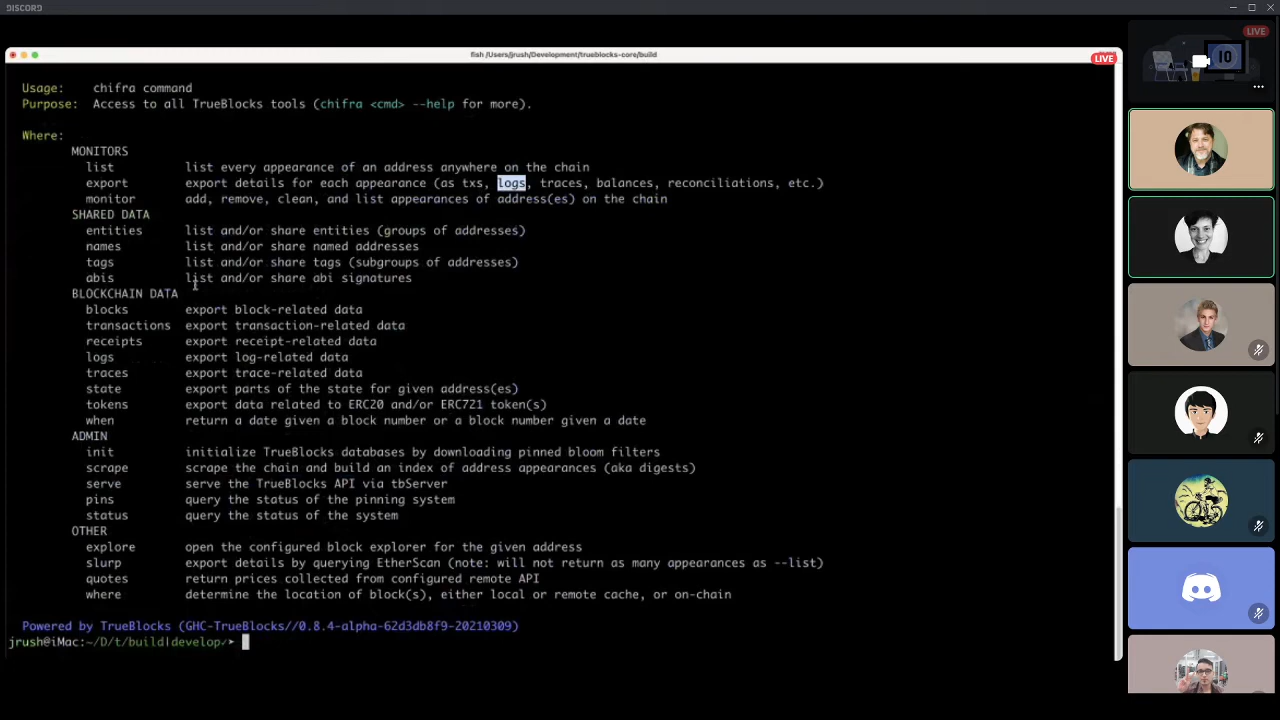 DISCORD
fish /Users/jrush/Development/trueblocks-core/build
LIVE
LIVE
10
Usage: chifra command
Purpose: Access to all TrueBlocks tools (chifra <cmd> --help for more).
Where:
MONITORS
list list every appearance of an address anywhere on the chain
export export details for each appearance (as txs, logs, traces, balances, reconciliations, etc.)
monitor add, remove, clean, and list appearances of address(es) on the chain
SHARED DATA
entities list and/or share entities (groups of addresses)
names list and/or share named addresses
tags list and/or share tags (subgroups of addresses)
abis list and/or share abi signatures
BLOCKCHAIN DATA
blocks export block-related data
transactions export transaction-related data
receipts export receipt-related data
logs export log-related data
traces export trace-related data
state export parts of the state for given address(es)
tokens export data related to ERC20 and/or ERC721 token(s)
when return a date given a block number or a block number given a date
ADMIN
init initialize TrueBlocks databases by downloading pinned bloom filters
scrape scrape the chain and build an index of address appearances (aka digests)
serve serve the TrueBlocks API via tbServer
pins query the status of the pinning system
status query the status of the system
OTHER
explore open the configured block explorer for the given address
slurp export details by querying EtherScan (note: will not return as many appearances as --list)
quotes return prices collected from configured remote API
where determine the location of block(s), either local or remote cache, or on-chain
Powered by TrueBlocks (GHC-TrueBlocks//0.8.4-alpha-62d3db8f9-20210309)
jrush@iMac:~/D/t/build|develop✓➤